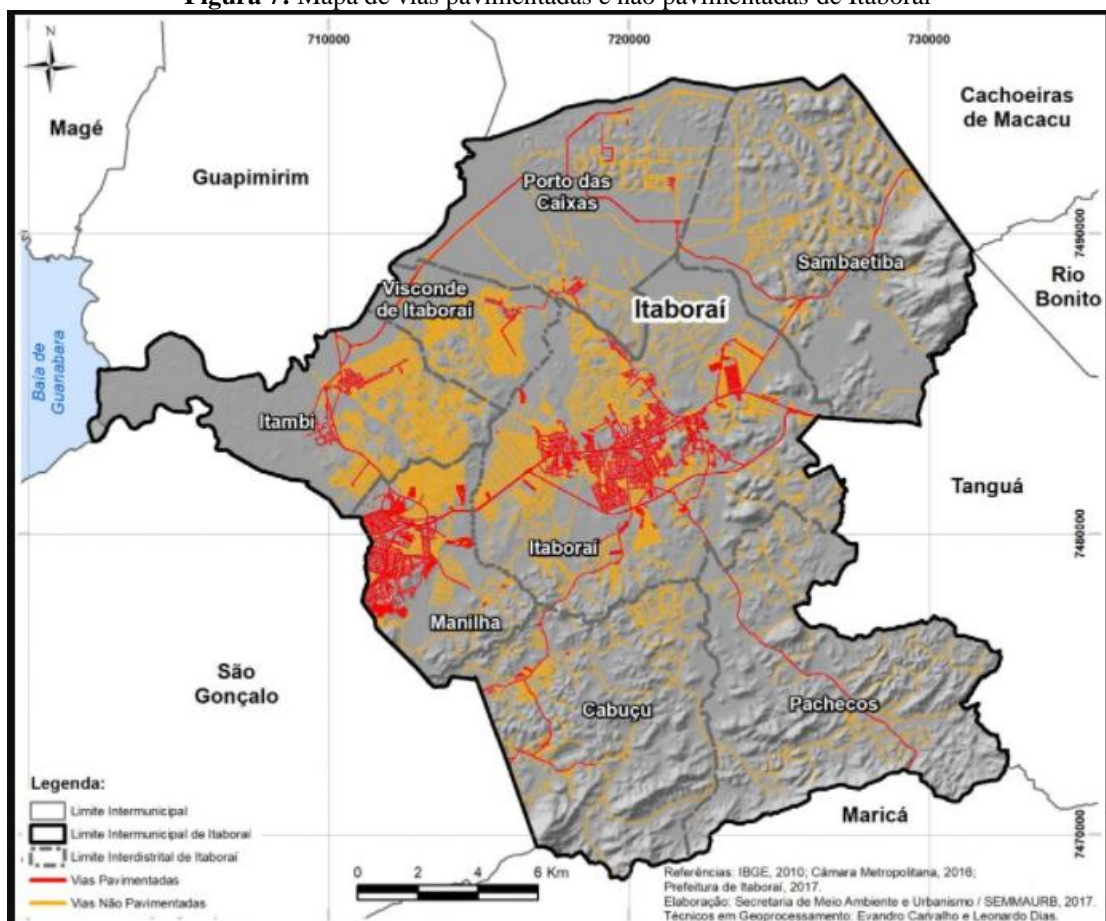 Figura 7: Mapa de vias pavimentadas e não pavimentadas de Itaboraí
710000
720000
730000
N
Magé
Guapimirim
Cachoeiras
de Macacu
Porto das
Caixas
7490000
Sambaetiba
Rio
Bonito
Visconde
de Itaboraí
Itaboraí
Baía de
Guanabara
Itambí
Tanguá
7480000
Itaboraí
Manilha
São
Gonçalo
Cabuçu
Pachecos
Maricá
7470000
Legenda:
Limite Intermunicipal
Limite Intermunicipal de Itaboraí
Limite Interdistrital de Itaboraí
Vias Pavimentadas
Vias Não Pavimentadas
0 2 4 6 Km
Referências: IBGE, 2010; Câmara Metropolitana, 2016;
Prefeitura de Itaboraí, 2017.
Elaboração: Secretaria de Meio Ambiente e Urbanismo / SEMMAURB, 2017.
Técnicos em Geoprocessamento: Evandro Carvalho e Leonardo Dias.